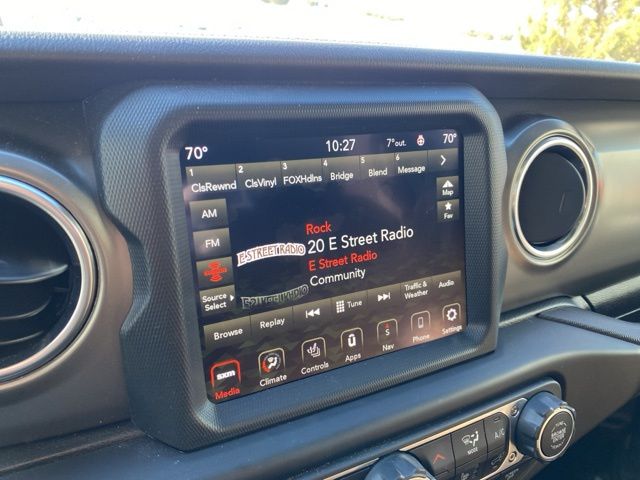 70° 10:27 7°out. 70°
1 ClsRewnd 2 ClsVinyl 3 FOXHdlns 4 Bridge 5 Blend 6 Message
AM
FM
Source
Select
Map
Fav
E STREET RADIO
Rock
20 E Street Radio
E Street Radio
Community
Browse Replay Tune Traffic &
Weather Audio
sxm
Media Climate Controls Apps Nav Phone Settings
S
MODE A/C